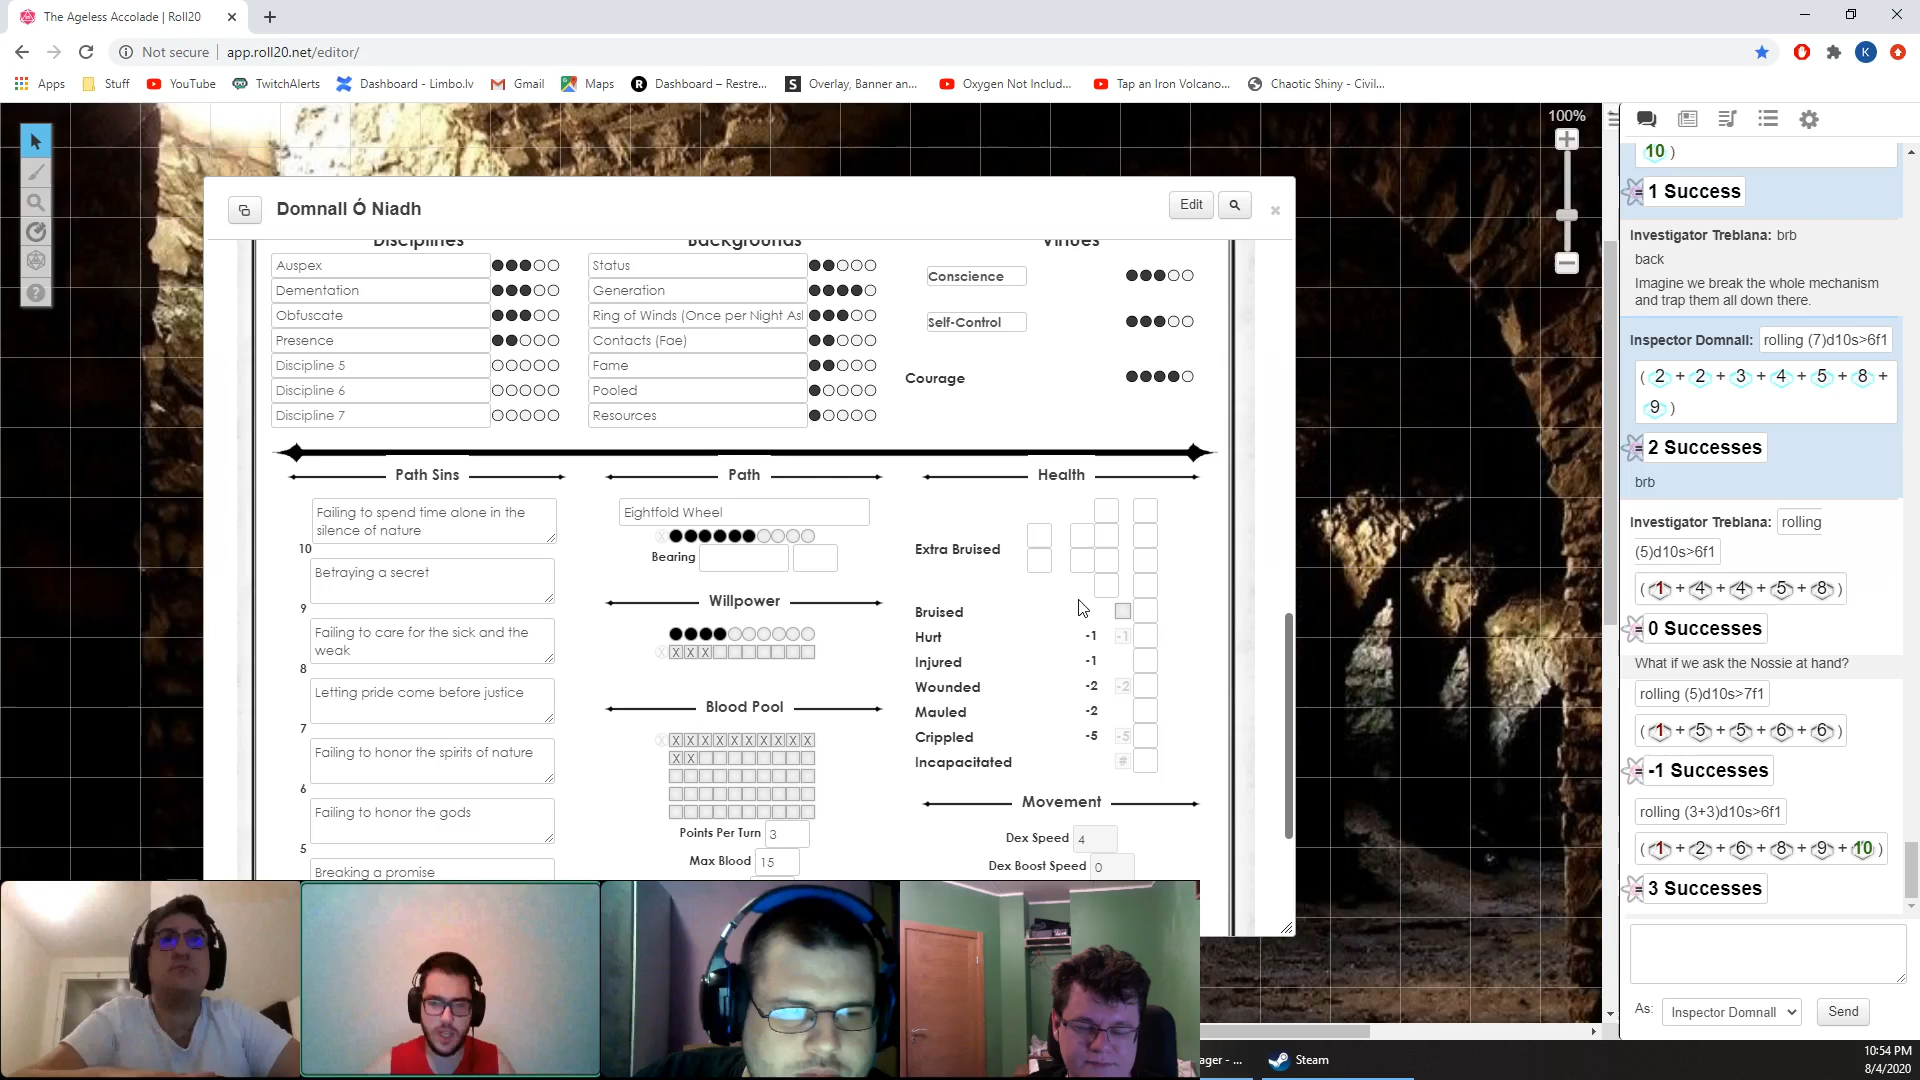 The Ageless Accolade | Roll20
Not secure
app.roll20.net/editor/
Apps
Stuff
YouTube
TwitchAlerts
Dashboard - Limbo.lv
Gmail
Maps
Dashboard – Restre...
Overlay, Banner an...
Oxygen Not Includ...
Tap an Iron Volcano...
Chaotic Shiny - Civil...
K
100%
Domnall Ó Niadh
Edit
Disciplines
Backgrounds
Virtues
Auspex
Dementation
Obfuscate
Presence
Discipline 5
Discipline 6
Discipline 7
Status
Generation
Ring of Winds (Once per Night As
Contacts (Fae)
Fame
Pooled
Resources
Conscience
Self-Control
Courage
Path Sins
Failing to spend time alone in the
silence of nature
10
Betraying a secret
9
Failing to care for the sick and the
weak
8
Letting pride come before justice
7
Failing to honor the spirits of nature
6
Failing to honor the gods
5
Breaking a promise
Path
Eightfold Wheel
X
Bearing
Willpower
X X X X
Blood Pool
X X X X X X X X X X X
X X
Points Per Turn 3
Max Blood 15
Health
Extra Bruised
Bruised
Hurt -1 -1
Injured -1
Wounded -2 -2
Mauled -2
Crippled -5 -5
Incapacitated #
Movement
Dex Speed 4
Dex Boost Speed 0
10 )
= 1 Success
Investigator Treblana: brb
back
Imagine we break the whole mechanism
and trap them all down there.
Inspector Domnall: rolling (7)d10s>6f1
( 2 + 2 + 3 + 4 + 5 + 8 +
9 )
= 2 Successes
brb
Investigator Treblana: rolling
(5)d10s>6f1
( 1 + 4 + 4 + 5 + 8 )
= 0 Successes
What if we ask the Nossie at hand?
rolling (5)d10s>7f1
( 1 + 5 + 5 + 6 + 6 )
= -1 Successes
rolling (3+3)d10s>6f1
( 1 + 2 + 6 + 8 + 9 + 10 )
= 3 Successes
As: Inspector Domnall
Send
ager - ...
Steam
10:54 PM
8/4/2020